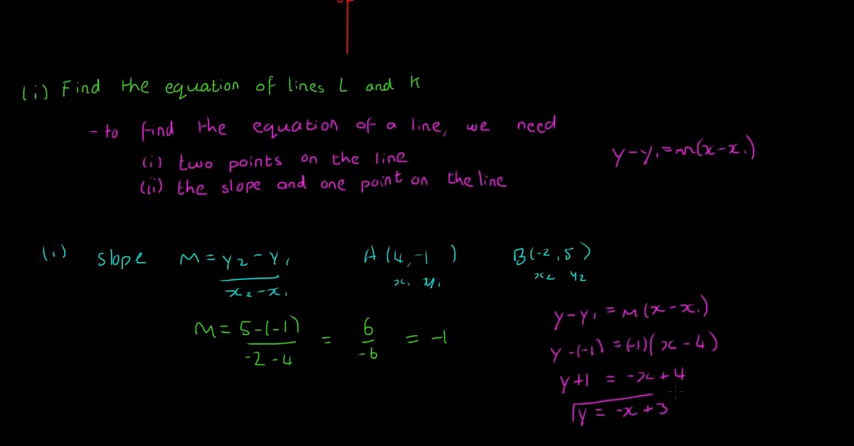 (i) Find the equation of lines L and K
- to find the equation of a line, we need
(i) two points on the line
(ii) the slope and one point on the line
y-y₁=m(x-x₁)
(i) slope M = y₂-y₁ / x₂-x₁
A(4,-1)
x₁ y₁
B(-2,5)
x₂ y₂
M = 5-(-1) / -2-4 = 6 / -6 = -1
y-y₁ = m(x-x₁)
y-(-1) = (-1)(x-4)
y+1 = -x+4
y = -x+3